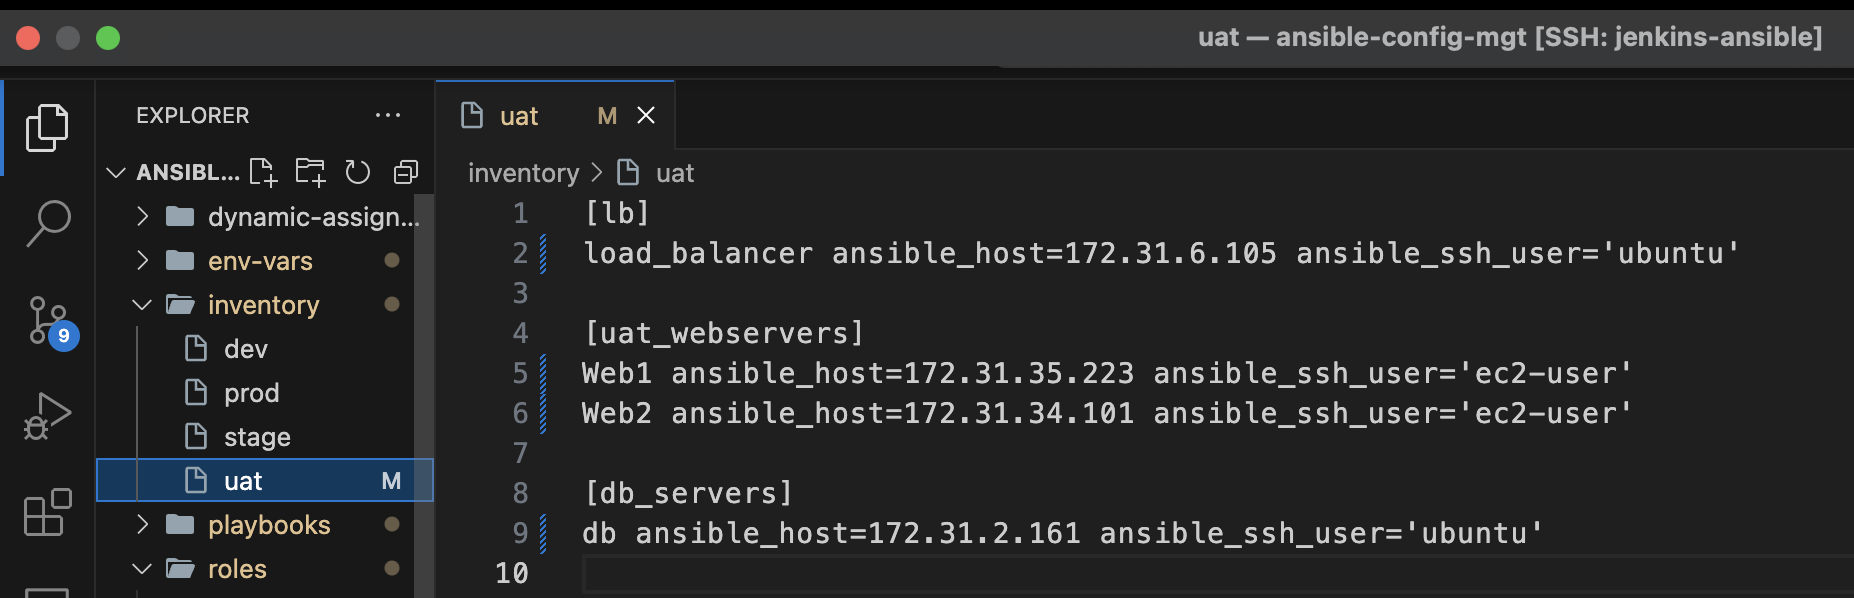 uat — ansible-config-mgt [SSH: jenkins-ansible]
EXPLORER ...
ANSIBL...
dynamic-assign...
env-vars
inventory
dev
prod
stage
uat M
playbooks
roles
9
uat M
inventory > uat
1 [lb]
2 load_balancer ansible_host=172.31.6.105 ansible_ssh_user='ubuntu'
3
4 [uat_webservers]
5 Web1 ansible_host=172.31.35.223 ansible_ssh_user='ec2-user'
6 Web2 ansible_host=172.31.34.101 ansible_ssh_user='ec2-user'
7
8 [db_servers]
9 db ansible_host=172.31.2.161 ansible_ssh_user='ubuntu'
10